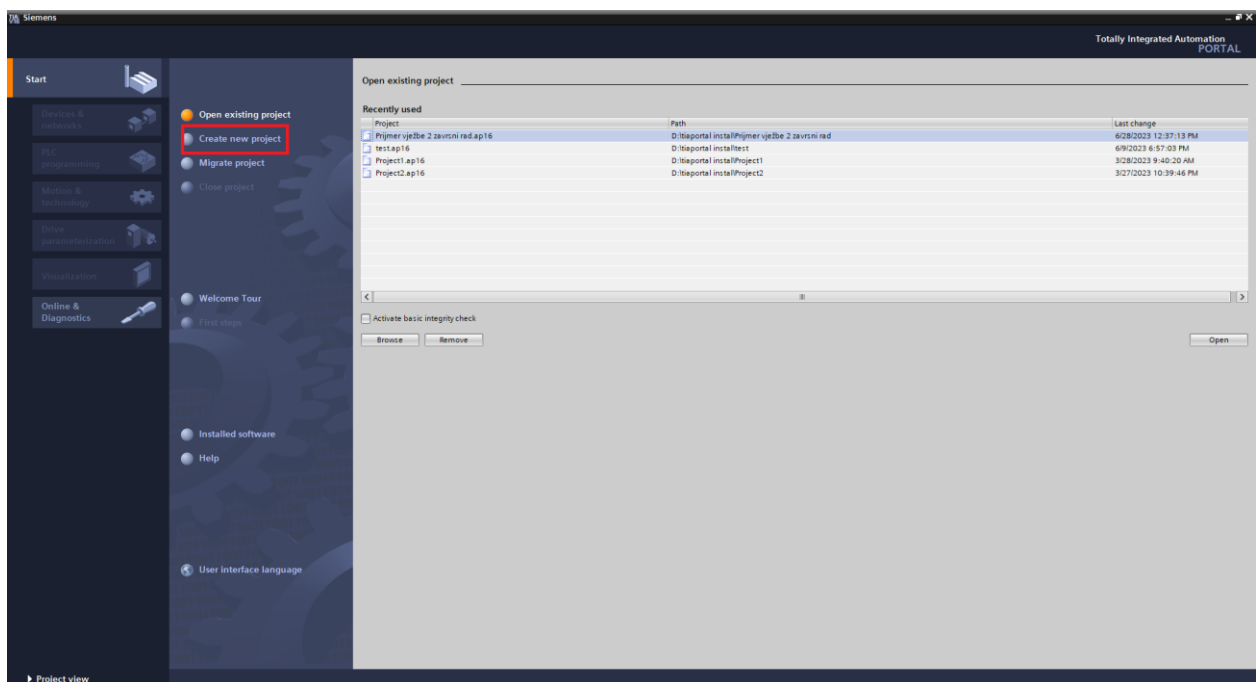 Siemens
Totally Integrated Automation
PORTAL
Start
Devices &
networks
PLC
programming
Motion &
technology
Drive
parameterization
Visualization
Online &
Diagnostics
Open existing project
Create new project
Migrate project
Close project
Welcome Tour
First steps
Installed software
Help
User interface language
Open existing project
Recently used
Project Path Last change
Prijmer vježbe 2 zavrsni rad.ap16 D:\tiaportal install\Prijmer vježbe 2 zavrsni rad 6/28/2023 12:37:13 PM
test.ap16 D:\tiaportal install\test 6/9/2023 6:57:03 PM
Project1.ap16 D:\tiaportal install\Project1 3/28/2023 9:40:20 AM
Project2.ap16 D:\tiaportal install\Project2 3/27/2023 10:39:46 PM
Activate basic integrity check
Browse Remove Open
Project view